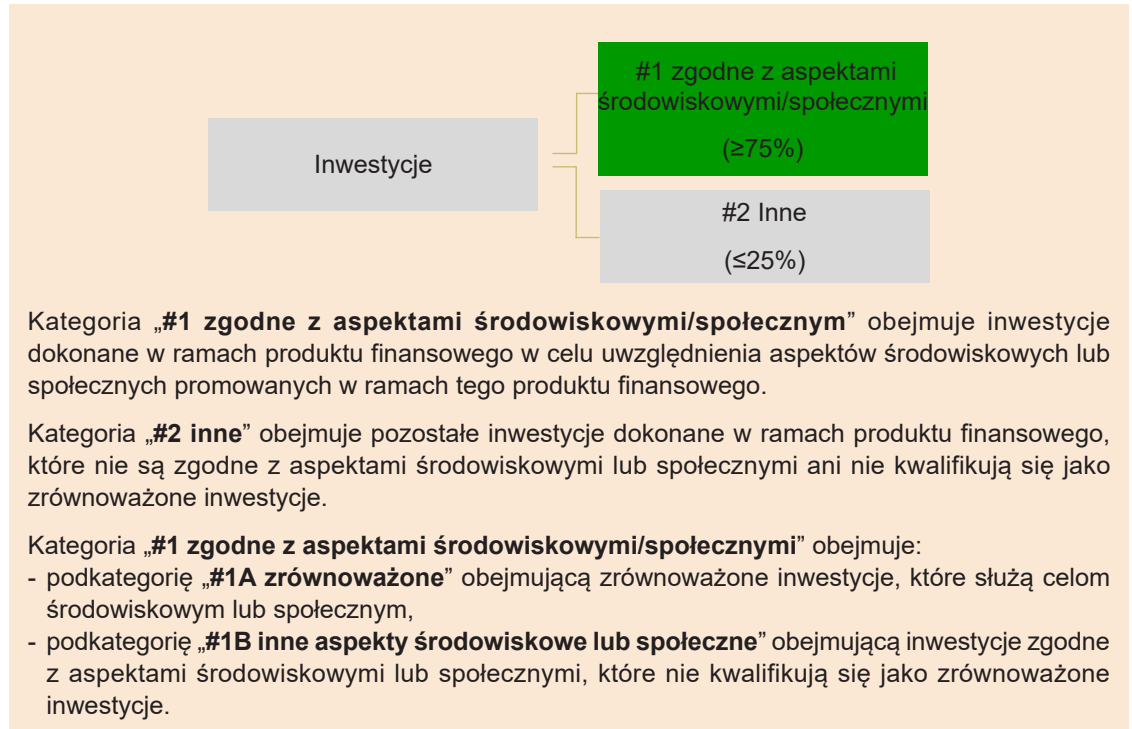 #1 zgodne z aspektami
środowiskowymi/społecznymi
(≥75%)
Inwestycje
#2 Inne
(≤25%)
Kategoria „#1 zgodne z aspektami środowiskowymi/społecznym” obejmuje inwestycje
dokonane w ramach produktu finansowego w celu uwzględnienia aspektów środowiskowych lub
społecznych promowanych w ramach tego produktu finansowego.
Kategoria „#2 inne” obejmuje pozostałe inwestycje dokonane w ramach produktu finansowego,
które nie są zgodne z aspektami środowiskowymi lub społecznymi ani nie kwalifikują się jako
zrównoważone inwestycje.
Kategoria „#1 zgodne z aspektami środowiskowymi/społecznymi” obejmuje:
- podkategorię „#1A zrównoważone” obejmującą zrównoważone inwestycje, które służą celom
środowiskowym lub społecznym,
- podkategorię „#1B inne aspekty środowiskowe lub społeczne” obejmującą inwestycje zgodne
z aspektami środowiskowymi lub społecznymi, które nie kwalifikują się jako zrównoważone
inwestycje.